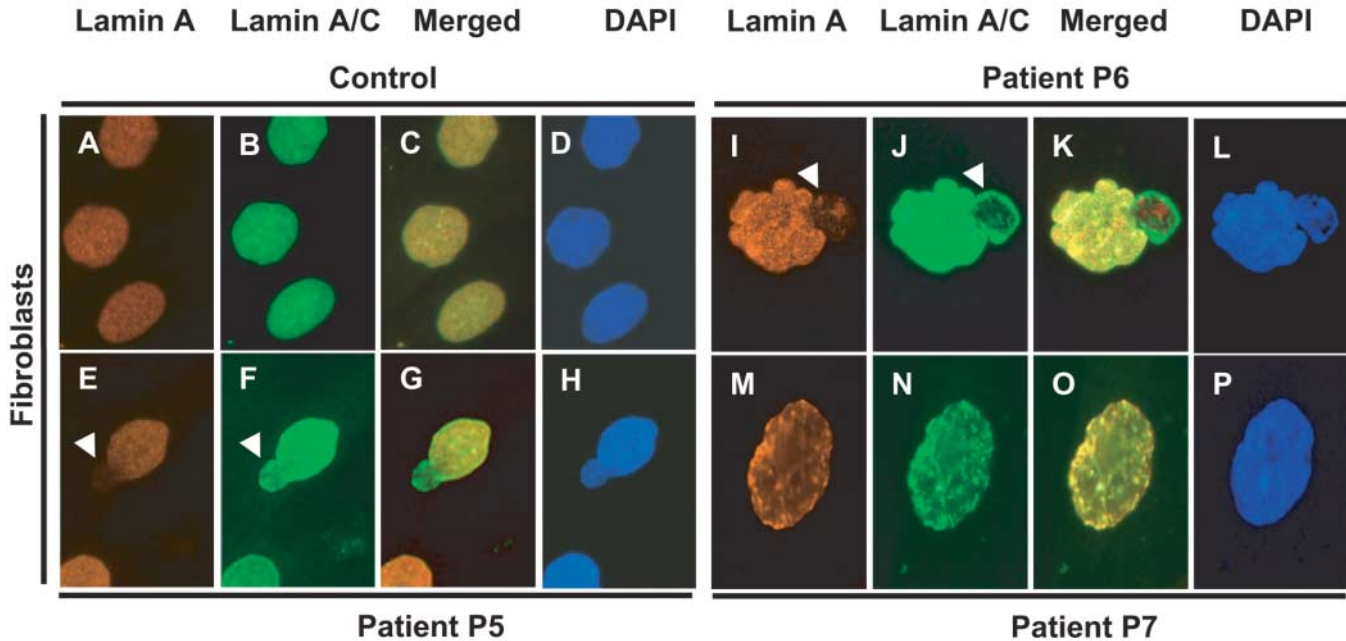 Lamin A Lamin A/C Merged DAPI Lamin A Lamin A/C Merged DAPI
Control Patient P6
Fibroblasts
A B C D I J K L
E F G H M N O P
Patient P5 Patient P7